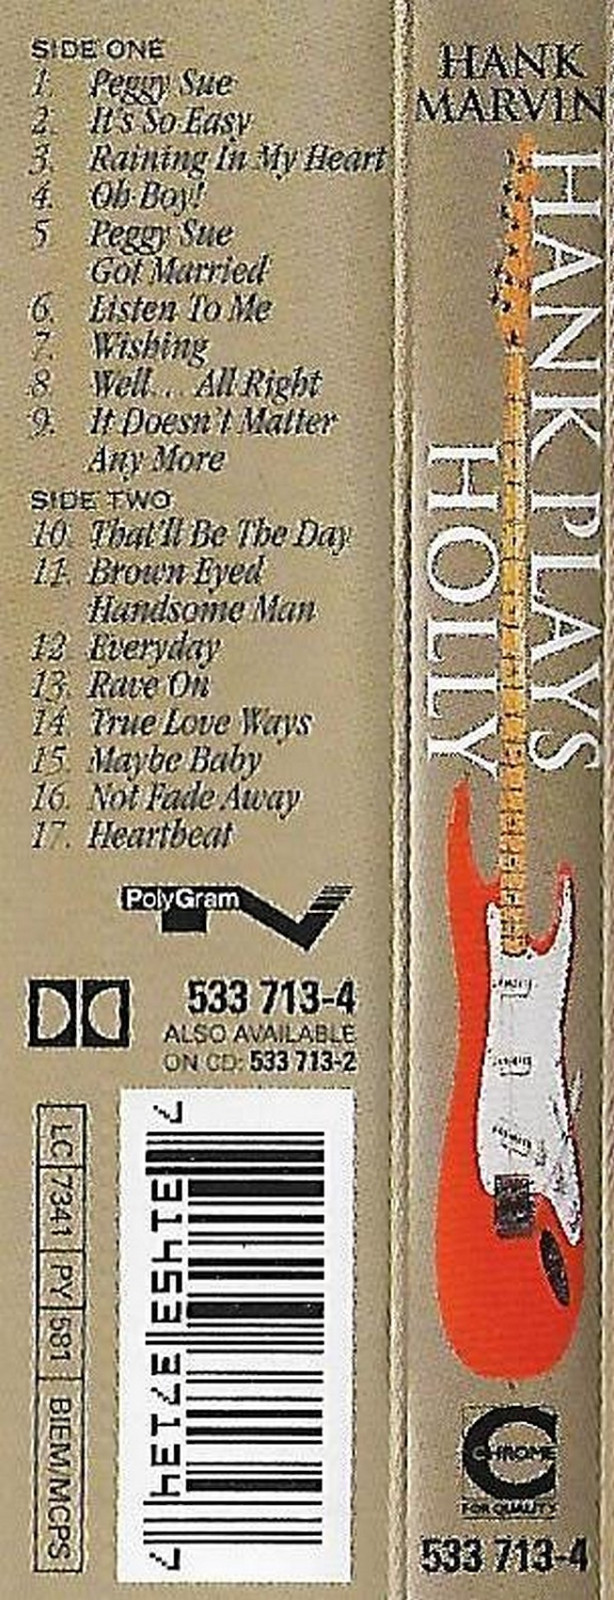 SIDE ONE
1. Peggy Sue
2. It's So Easy
3. Raining In My Heart
4. Oh Boy!
5 Peggy Sue
Got Married
6. Listen To Me
7. Wishing
8 Well... All Right
9. It Doesn't Matter
Any More
SIDE TWO
10. That'll Be The Day
11. Brown Eyed
Handsome Man
12 Everyday
13. Rave On
14. True Love Ways
15. Maybe Baby
16. Not Fade Away
17. Heartbeat
PolyGram
533 713-4
ALSO AVAILABLE
ON CD: 533 713-2
LC 7341 PY 581 BIEM/MCPS
7 31453 37134 7
HANK
MARVIN
HANK PLAYS
HOLLY
CHROME
FOR QUALITY
533 713-4